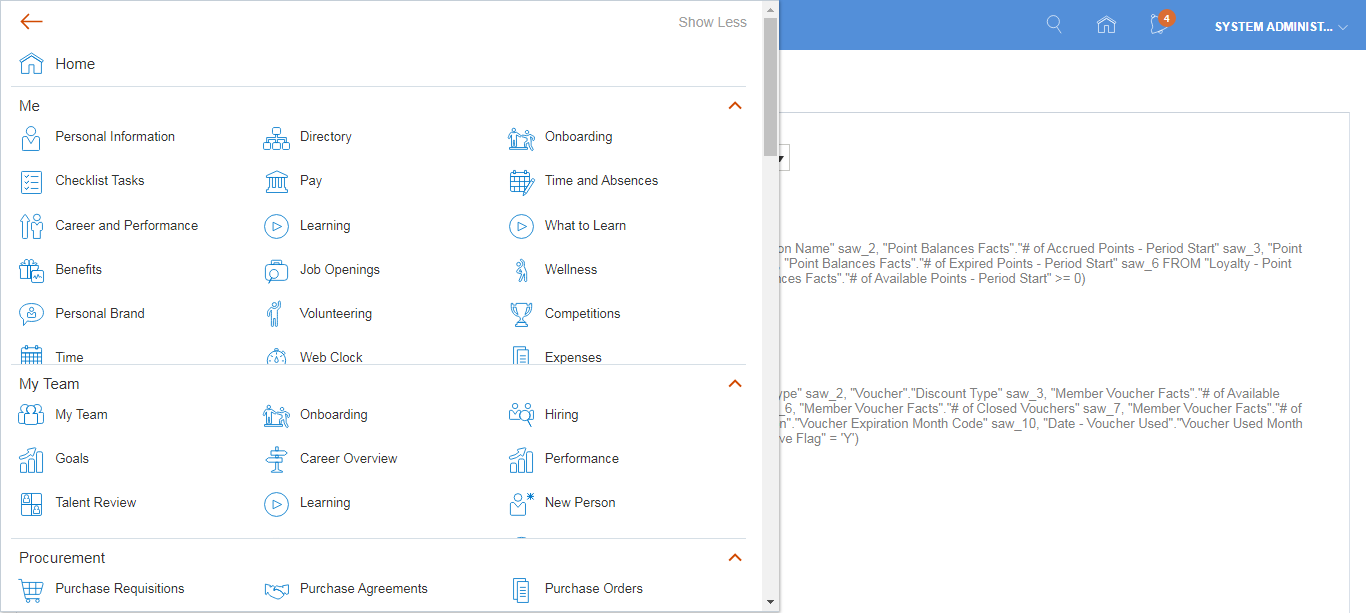 Show Less
4
SYSTEM ADMINIST...
Home
Me
Personal Information
Directory
Onboarding
Checklist Tasks
Pay
Time and Absences
Career and Performance
Learning
What to Learn
Benefits
Job Openings
Wellness
Personal Brand
Volunteering
Competitions
Time
Web Clock
Expenses
My Team
My Team
Onboarding
Hiring
Goals
Career Overview
Performance
Talent Review
Learning
New Person
Procurement
Purchase Requisitions
Purchase Agreements
Purchase Orders
on Name" saw_2, "Point Balances Facts"."# of Accrued Points - Period Start" saw_3, "Point
"Point Balances Facts"."# of Expired Points - Period Start" saw_6 FROM "Loyalty - Point
nces Facts"."# of Available Points - Period Start" >= 0)
ype" saw_2, "Voucher"."Discount Type" saw_3, "Member Voucher Facts"."# of Available
_6, "Member Voucher Facts"."# of Closed Vouchers" saw_7, "Member Voucher Facts"."# of
n"."Voucher Expiration Month Code" saw_10, "Date - Voucher Used"."Voucher Used Month
ve Flag" = 'Y')